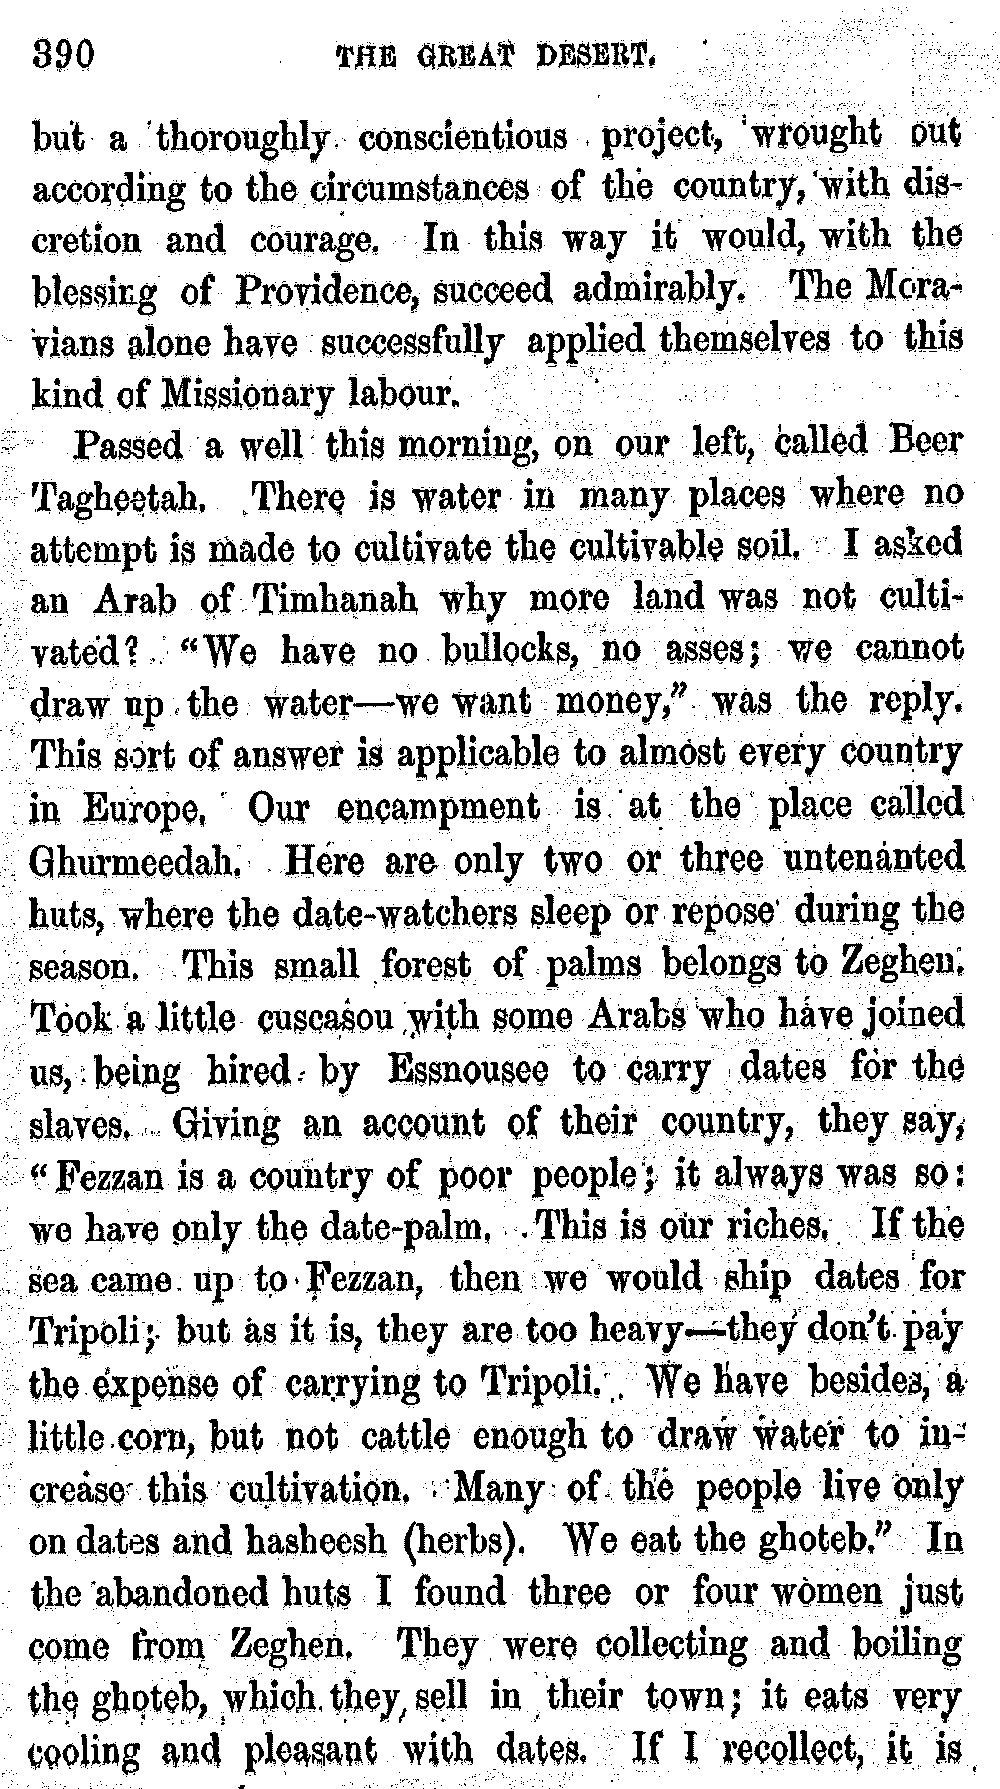 390 THE GREAT DESERT.
but a thoroughly conscientious project, wrought out
according to the circumstances of the country, with dis-
cretion and courage. In this way it would, with the
blessing of Providence, succeed admirably. The Mora-
vians alone have successfully applied themselves to this
kind of Missionary labour.
Passed a well this morning, on our left, called Beer
Tagheetah. There is water in many places where no
attempt is made to cultivate the cultivable soil. I asked
an Arab of Timhanah why more land was not culti-
vated? "We have no bullocks, no asses; we cannot
draw up the water—we want money," was the reply.
This sort of answer is applicable to almost every country
in Europe. Our encampment is at the place called
Ghurmeedah. Here are only two or three untenanted
huts, where the date-watchers sleep or repose during the
season. This small forest of palms belongs to Zeghen.
Took a little cuscasou with some Arabs who have joined
us, being hired by Essnousee to carry dates for the
slaves. Giving an account of their country, they say,
"Fezzan is a country of poor people; it always was so:
we have only the date-palm. This is our riches. If the
sea came up to Fezzan, then we would ship dates for
Tripoli; but as it is, they are too heavy—they don't pay
the expense of carrying to Tripoli. We have besides, a
little corn, but not cattle enough to draw water to in-
crease this cultivation. Many of the people live only
on dates and hasheesh (herbs). We eat the ghoteb." In
the abandoned huts I found three or four women just
come from Zeghen. They were collecting and boiling
the ghoteb, which they sell in their town; it eats very
cooling and pleasant with dates. If I recollect, it is